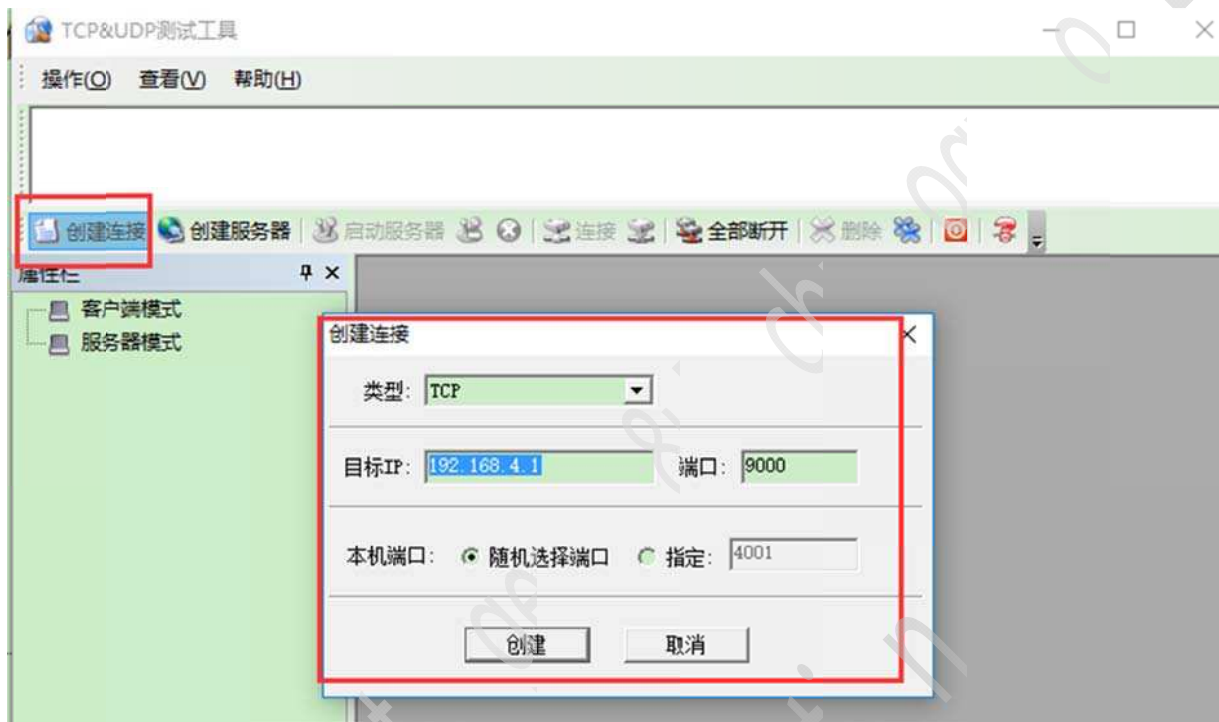 TCP&UDP测试工具
操作(O) 查看(V) 帮助(H)
创建连接 创建服务器 启动服务器 连接 全部断开 删除
属性栏
客户端模式
服务器模式
创建连接
类型: TCP
目标IP: 192.168.4.1 端口: 9000
本机端口: 随机选择端口 指定: 4001
创建 取消